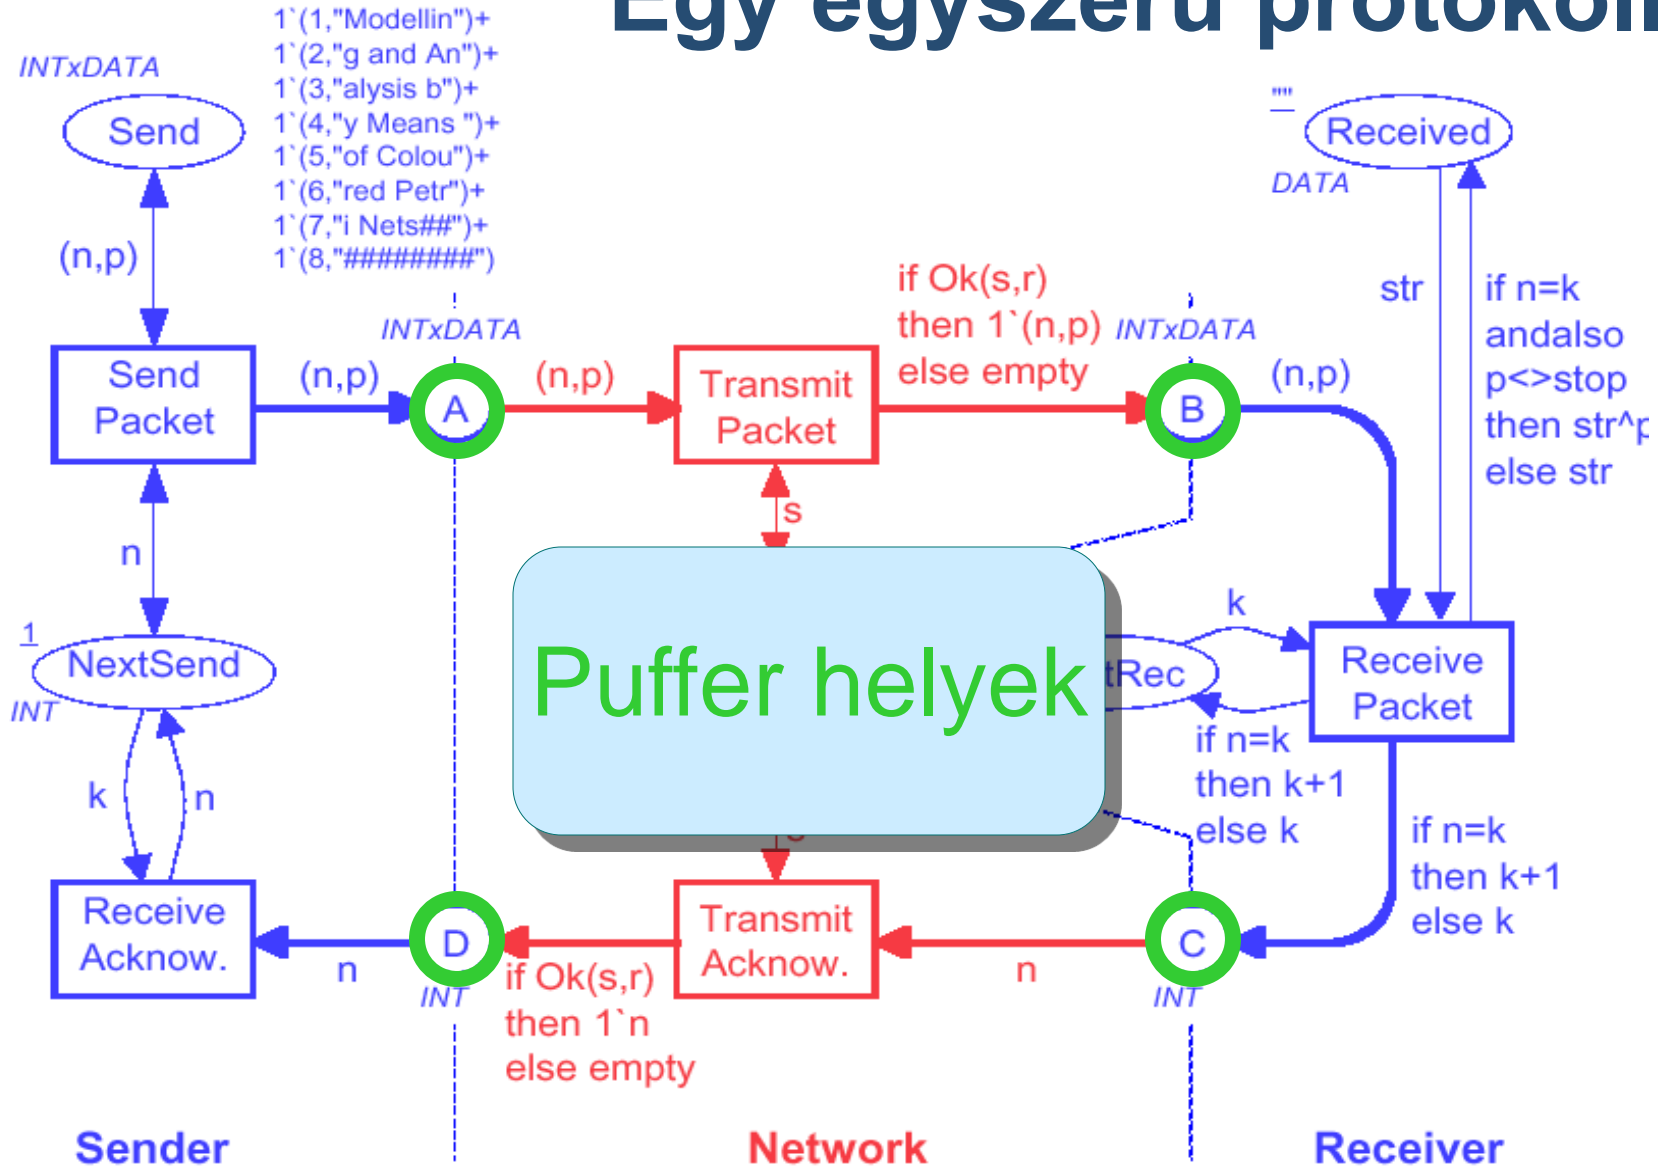 Egy egyszerű protokoll
1`(1,"Modellin")+
1`(2,"g and An")+
1`(3,"alysis b")+
1`(4,"y Means ")+
1`(5,"of Colou")+
1`(6,"red Petr")+
1`(7,"i Nets##")+
1`(8,"########")
INTxDATA
Send
(n,p)
Send
Packet
(n,p)
INTxDATA
A
(n,p)
Transmit
Packet
if Ok(s,r)
then 1`(n,p)
else empty
INTxDATA
B
(n,p)
""
Received
DATA
str
if n=k
andalso
p<>stop
then str^p
else str
s
n
1
NextSend
INT
Puffer helyek
tRec
k
Receive
Packet
if n=k
then k+1
else k
k
n
if n=k
then k+1
else k
Receive
Acknow.
n
D
INT
if Ok(s,r)
then 1`n
else empty
Transmit
Acknow.
n
C
INT
Sender
Network
Receiver